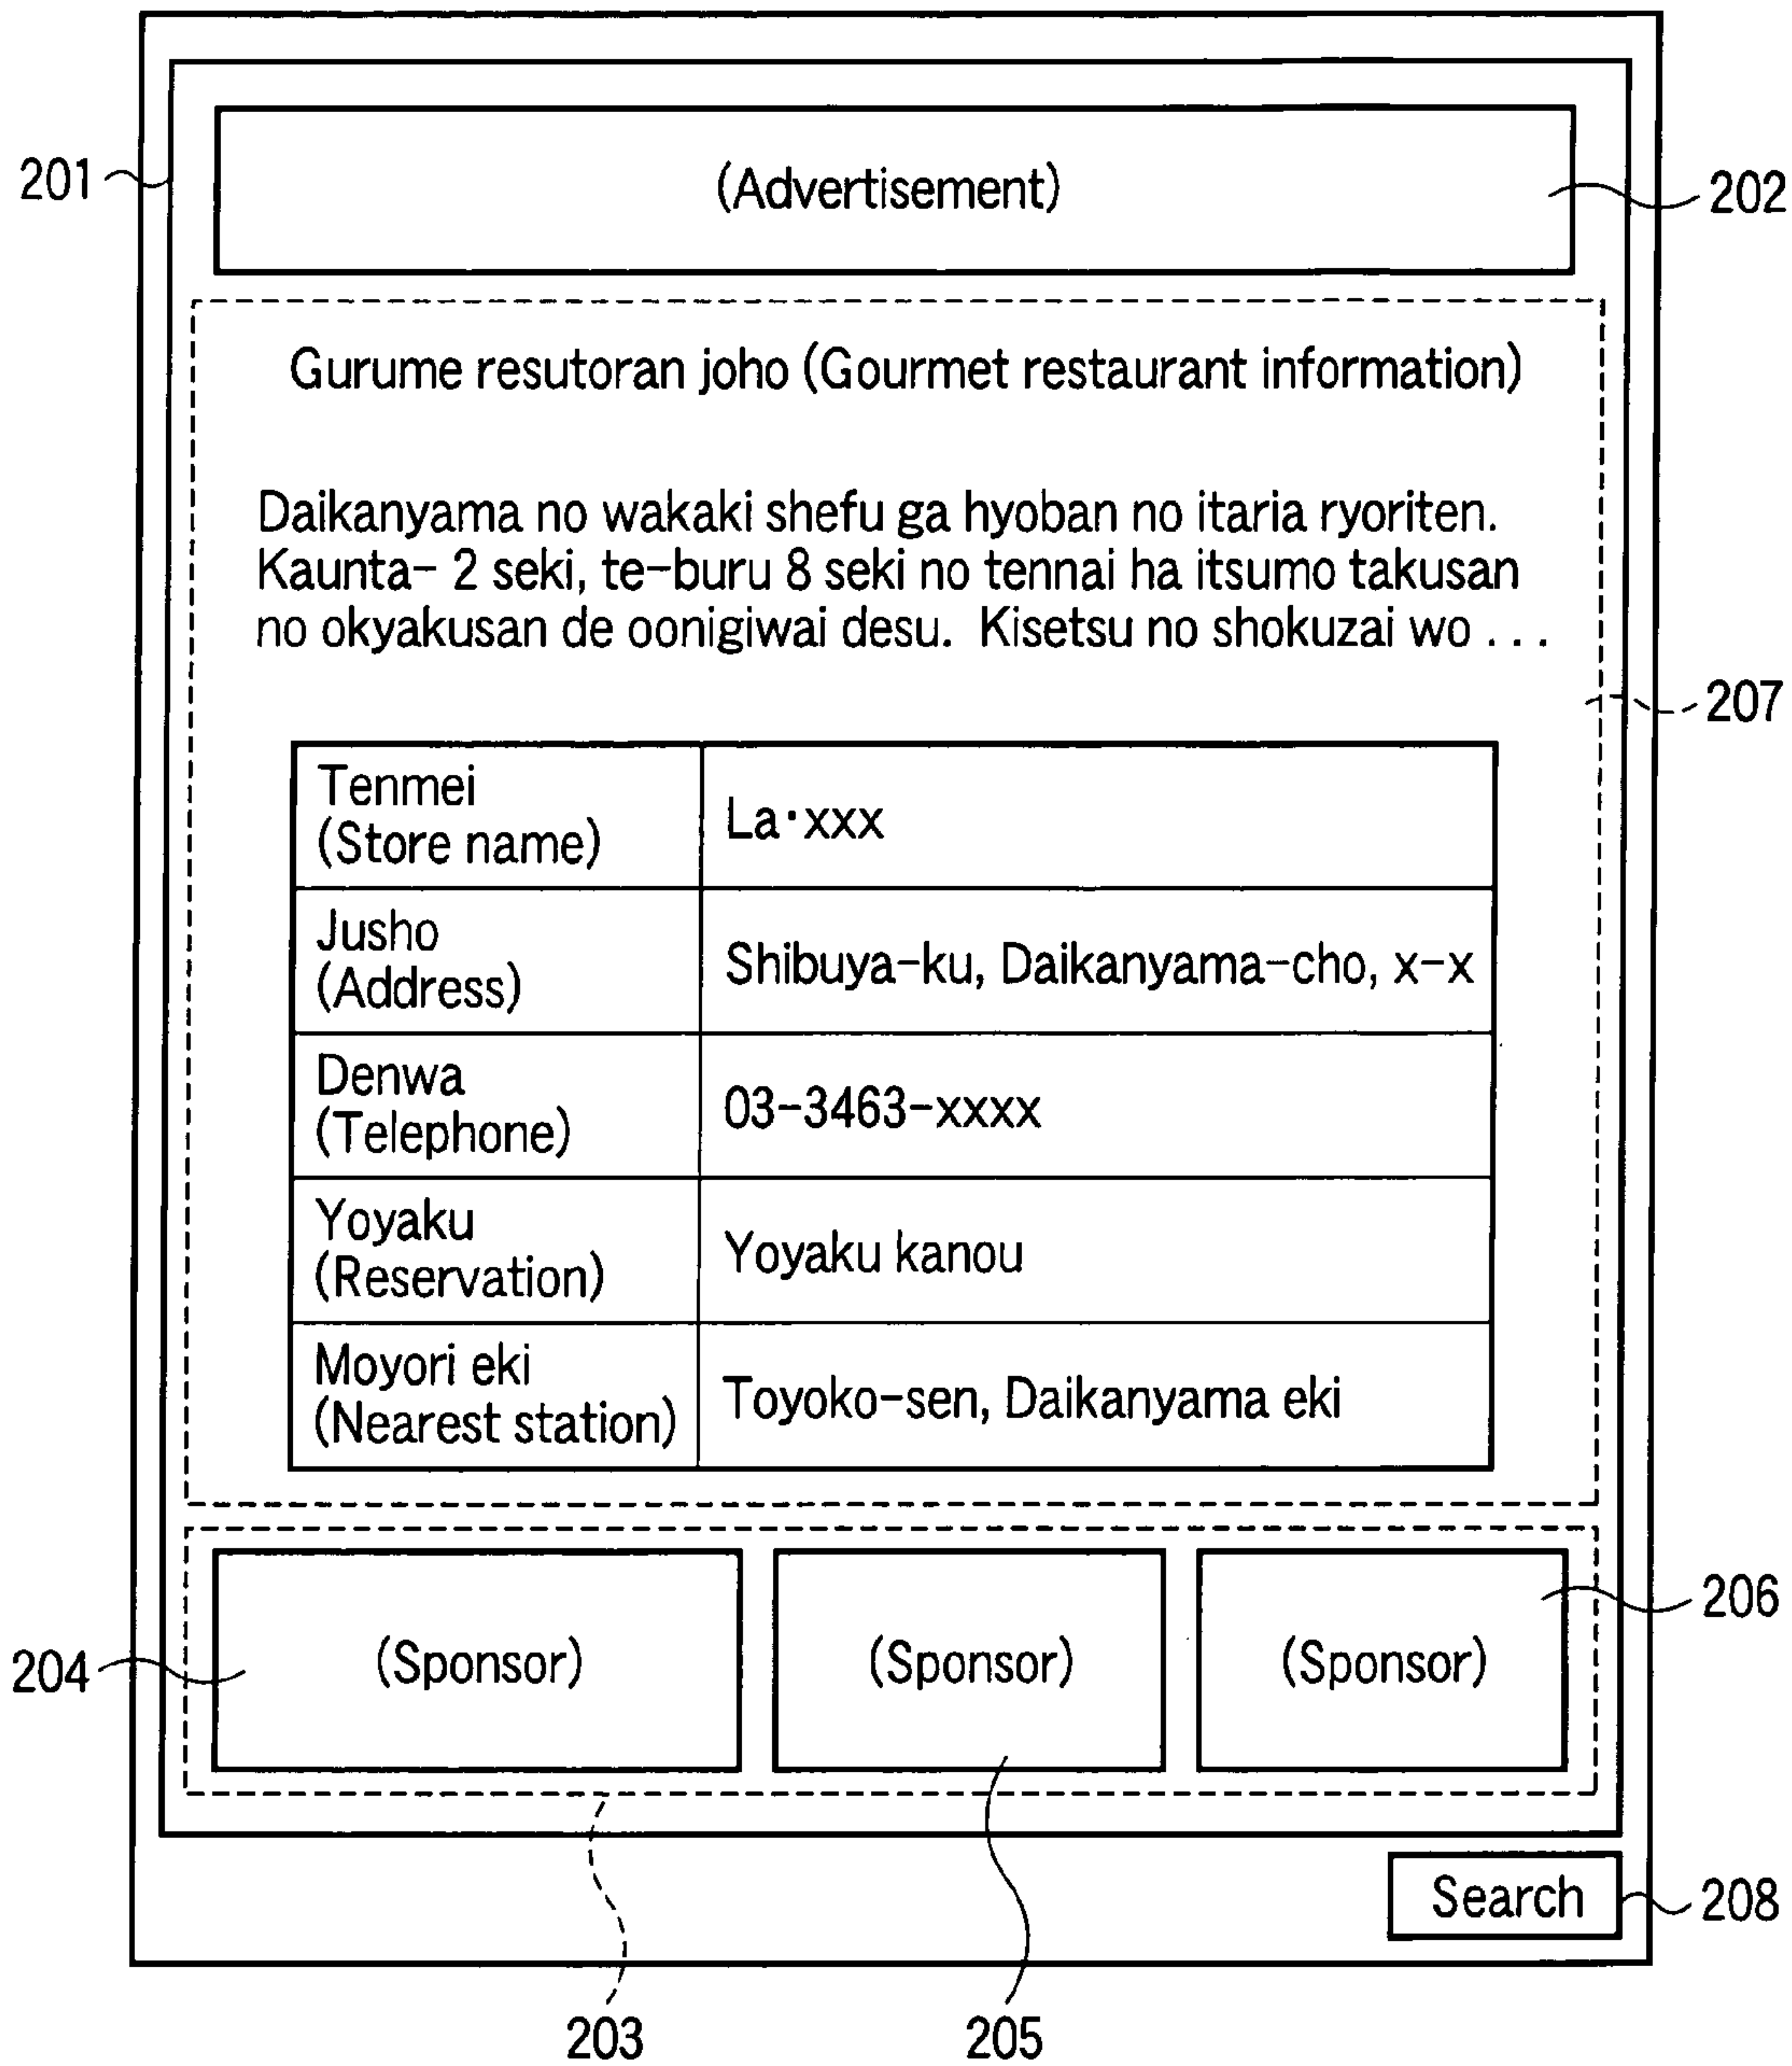 201
(Advertisement)
202
Gurume resutoran joho (Gourmet restaurant information)
Daikanyama no wakaki shefu ga hyoban no itaria ryoriten.
Kaunta- 2 seki, te-buru 8 seki no tennai ha itsumo takusan
no okyakusan de oonigiwai desu. Kisetsu no shokuzai wo . . .
207
Tenmei
(Store name)
La・xxx
Jusho
(Address)
Shibuya-ku, Daikanyama-cho, x-x
Denwa
(Telephone)
03-3463-xxxx
Yoyaku
(Reservation)
Yoyaku kanou
Moyori eki
(Nearest station)
Toyoko-sen, Daikanyama eki
206
204
(Sponsor)
(Sponsor)
(Sponsor)
Search
208
203
205